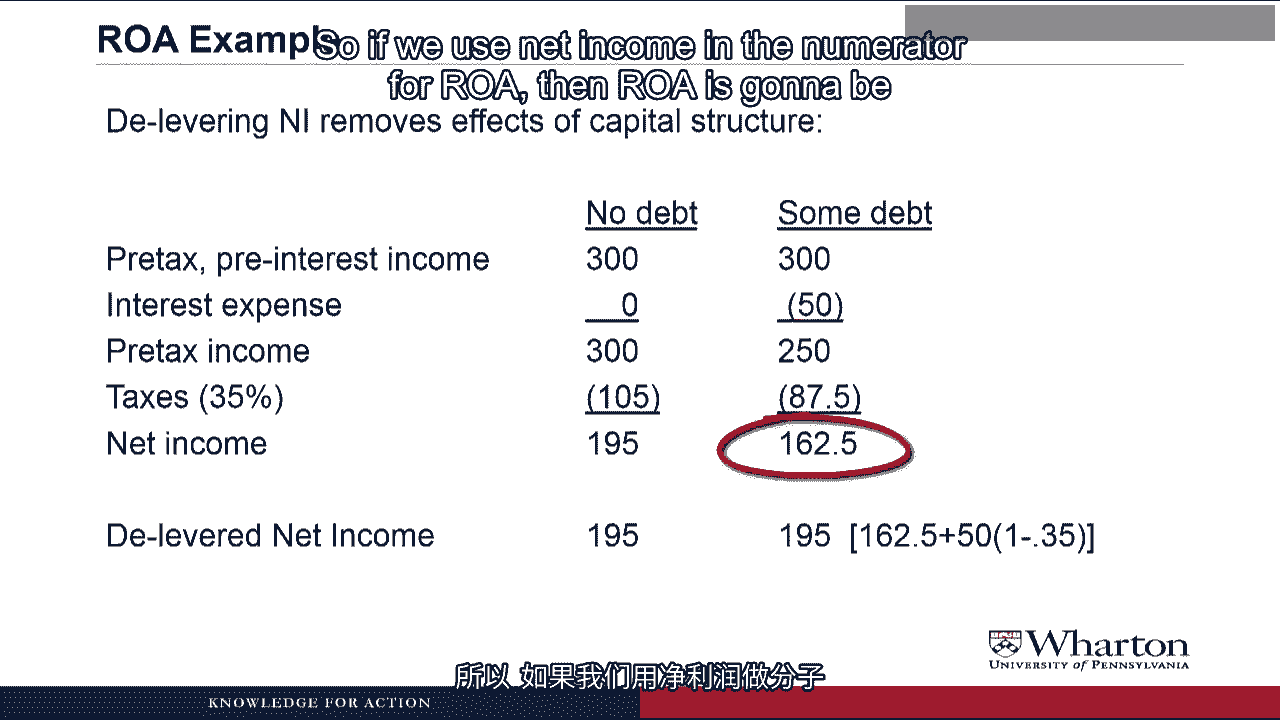 ROA Exampl
So if we use net income in the numerator
for ROA, then ROA is gonna be
De-levering NI removes effects of capital structure:
No debt Some debt
Pretax, pre-interest income 300 300
Interest expense 0 (50)
Pretax income 300 250
Taxes (35%) (105) (87.5)
Net income 195 162.5
De-levered Net Income 195 195 [162.5+50(1-.35)]
Wharton
UNIVERSITY of PENNSYLVANIA
所以 如果我们用净利润做分子
KNOWLEDGE FOR ACTION